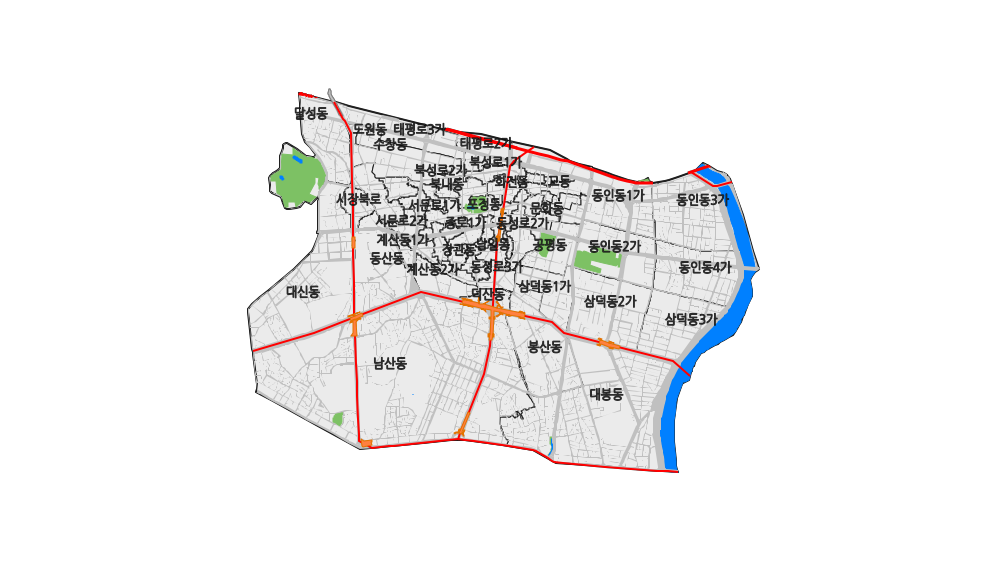 달성동
도원동 태평로3가
수창동
태평로2가
북성로1가
북성로2가
북내동
화전동
교동
동인동1가
동인동3가
시장북로
서문로1가
포정동
문화동
서문로2가
종로1가
동성로2가
계산동1가
장관동
남일동
공평동
동인동2가
동산동
계산동2가
동성로3가
동인동4가
대신동
덕산동
삼덕동1가
삼덕동2가
삼덕동3가
봉산동
남산동
대봉동